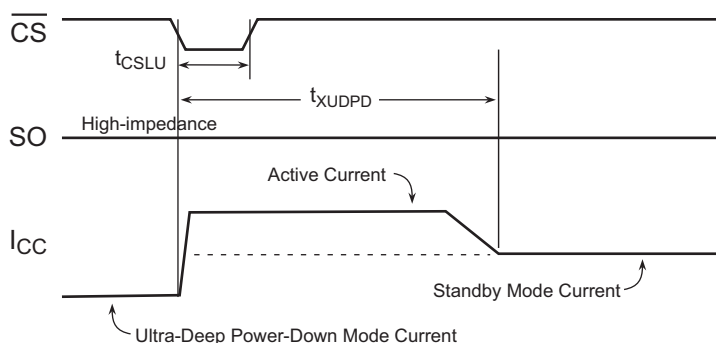 CS
tCSLU
tXUDPD
High-impedance
SO
Active Current
ICC
Standby Mode Current
Ultra-Deep Power-Down Mode Current